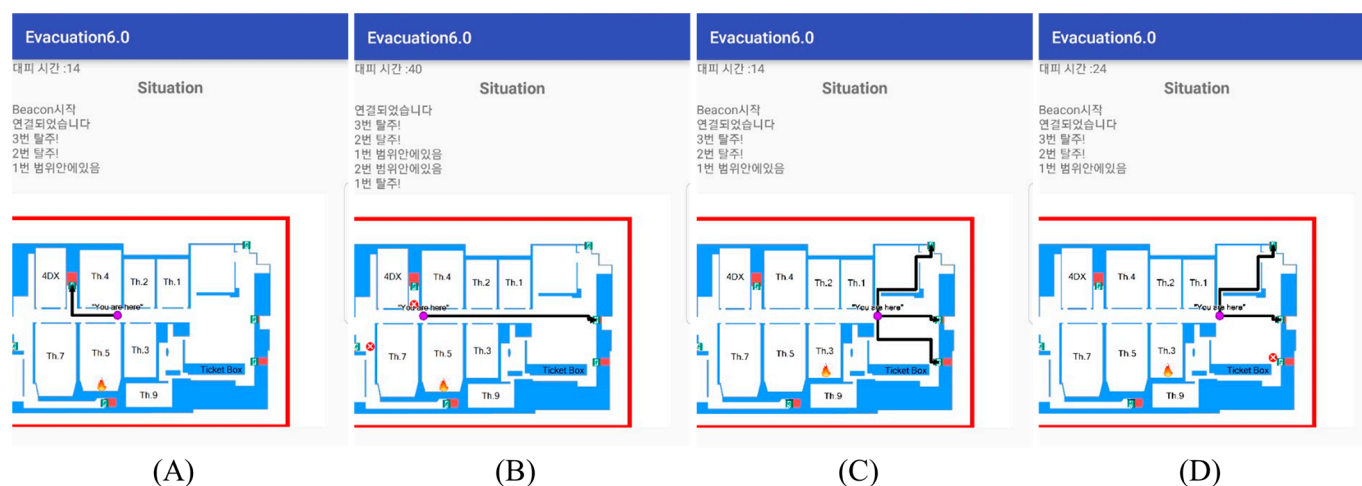 Evacuation6.0
대피 시간 :14
Situation
Beacon시작
연결되었습니다
3번 탈주!
2번 탈주!
1번 범위안에있음
4DX
Th.4
Th.2
Th.1
"You are here"
Th.7
Th.5
Th.3
Ticket Box
Th.9
(A)
Evacuation6.0
대피 시간 :40
Situation
연결되었습니다
3번 탈주!
2번 탈주!
1번 범위안에있음
2번 범위안에있음
1번 탈주!
4DX
Th.4
Th.2
Th.1
"You are here"
Th.7
Th.5
Th.3
Ticket Box
Th.9
(B)
Evacuation6.0
대피 시간 :14
Situation
Beacon시작
연결되었습니다
3번 탈주!
2번 탈주!
1번 범위안에있음
4DX
Th.4
Th.2
Th.1
"You are here"
Th.7
Th.5
Th.3
Ticket Box
Th.9
(C)
Evacuation6.0
대피 시간 :24
Situation
Beacon시작
연결되었습니다
3번 탈주!
2번 탈주!
1번 범위안에있음
4DX
Th.4
Th.2
Th.1
"You are here"
Th.7
Th.5
Th.3
Ticket Box
Th.9
(D)